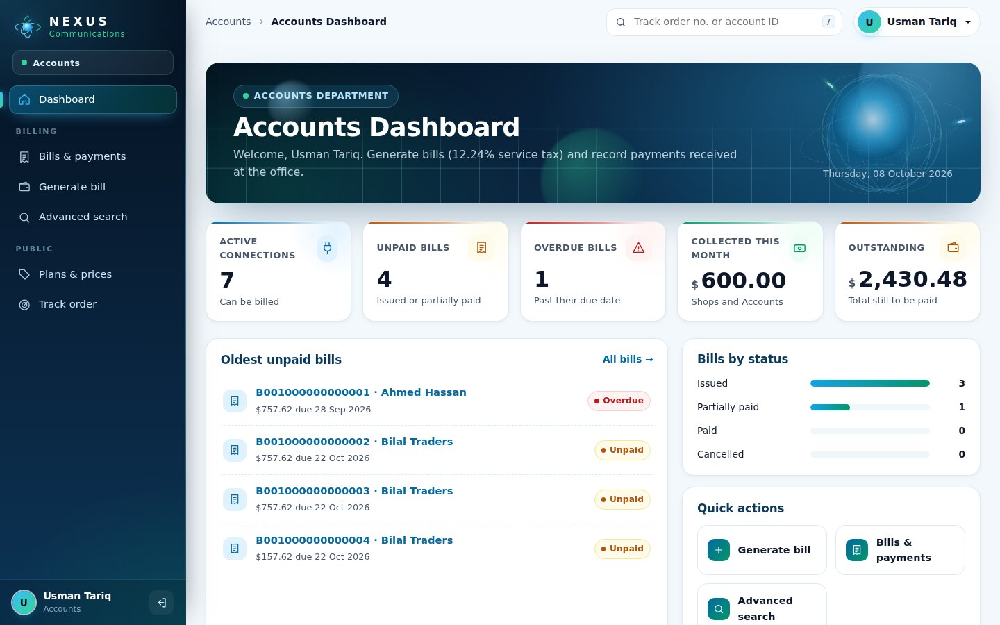 NEXUS
Communications
Accounts
Dashboard
BILLING
Bills & payments
Generate bill
Advanced search
PUBLIC
Plans & prices
Track order
U
Usman Tariq
Accounts
Accounts > Accounts Dashboard
Track order no. or account ID
/
U
Usman Tariq
ACCOUNTS DEPARTMENT
Accounts Dashboard
Welcome, Usman Tariq. Generate bills (12.24% service tax) and record payments received
at the office.
Thursday, 08 October 2026
ACTIVE
CONNECTIONS
7
Can be billed
UNPAID BILLS
4
Issued or partially paid
OVERDUE BILLS
1
Past their due date
COLLECTED THIS
MONTH
$600.00
Shops and Accounts
OUTSTANDING
$2,430.48
Total still to be paid
Oldest unpaid bills
All bills →
B001000000000001 · Ahmed Hassan
$757.62 due 28 Sep 2026
Overdue
B001000000000002 · Bilal Traders
$757.62 due 22 Oct 2026
Unpaid
B001000000000003 · Bilal Traders
$757.62 due 22 Oct 2026
Unpaid
B001000000000004 · Bilal Traders
$157.62 due 22 Oct 2026
Unpaid
Bills by status
Issued 3
Partially paid 1
Paid 0
Cancelled 0
Quick actions
Generate bill
Bills &
payments
Advanced
search